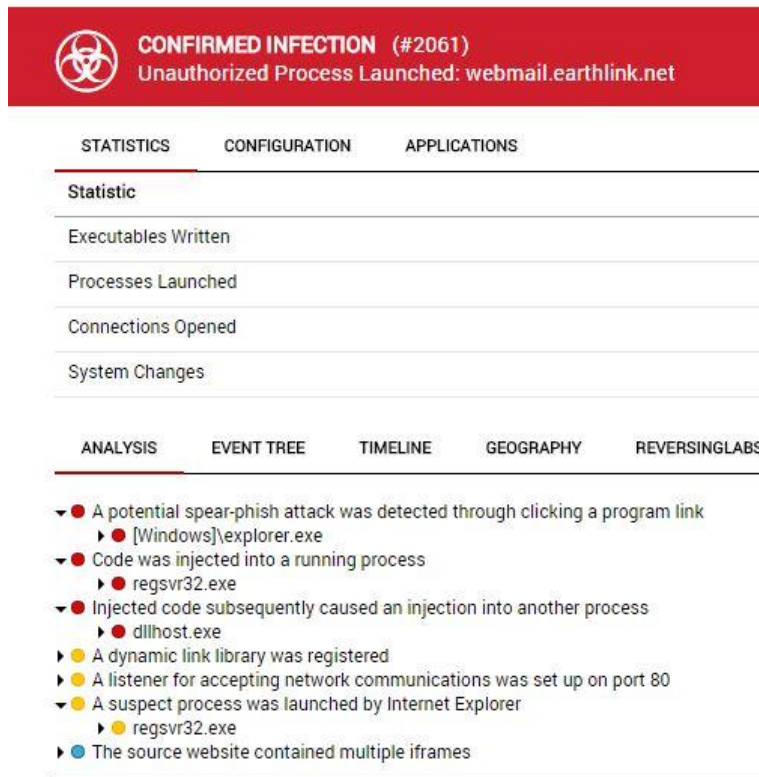 CONFIRMED INFECTION (#2061)
Unauthorized Process Launched: webmail.earthlink.net
STATISTICS CONFIGURATION APPLICATIONS
Statistic
Executables Written
Processes Launched
Connections Opened
System Changes
ANALYSIS EVENT TREE TIMELINE GEOGRAPHY REVERSINGLABS
A potential spear-phish attack was detected through clicking a program link
[Windows]\explorer.exe
Code was injected into a running process
regsvr32.exe
Injected code subsequently caused an injection into another process
dllhost.exe
A dynamic link library was registered
A listener for accepting network communications was set up on port 80
A suspect process was launched by Internet Explorer
regsvr32.exe
The source website contained multiple iframes